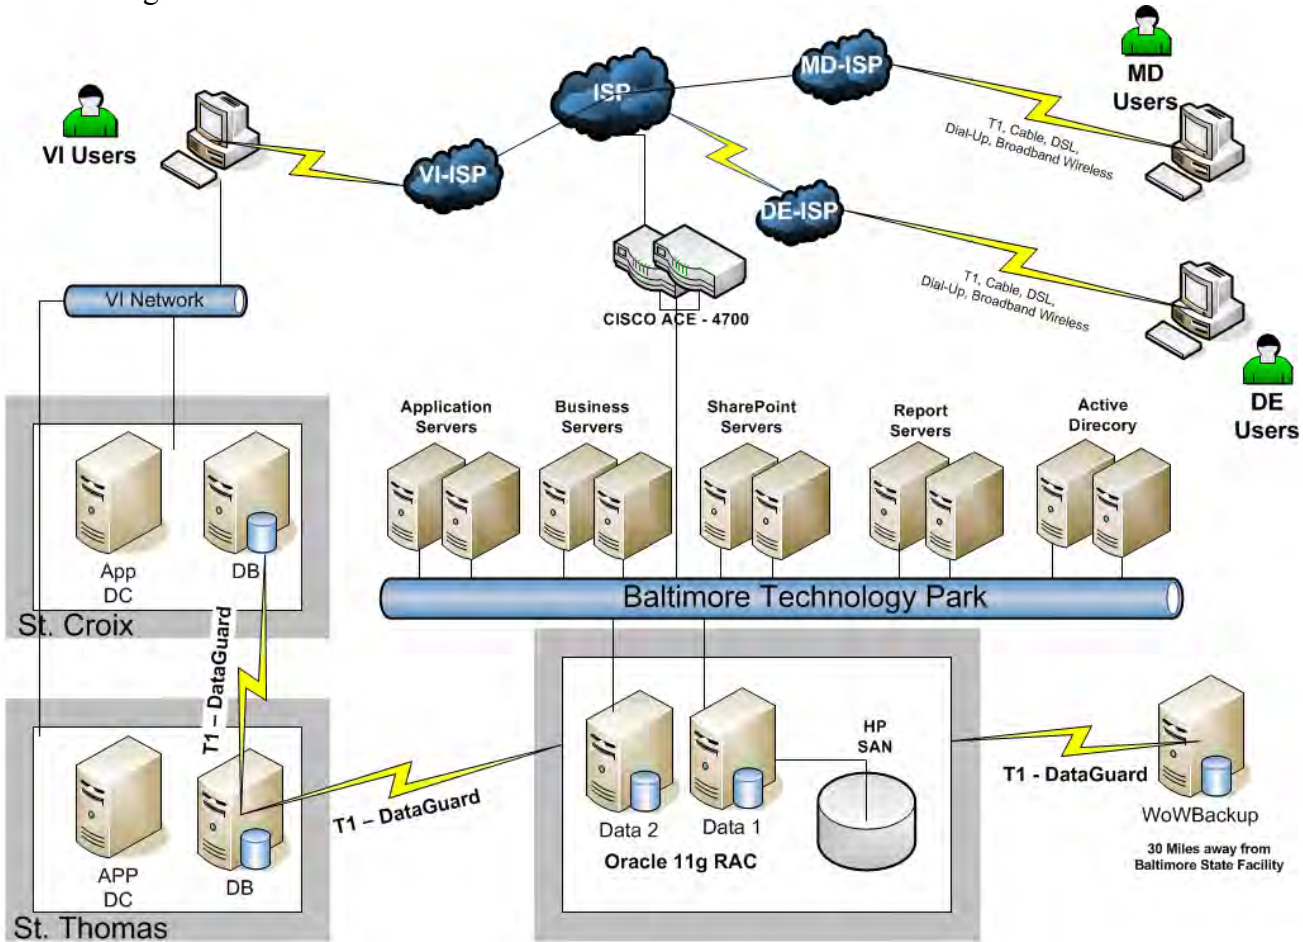 MD-ISP
MD
Users
ISP
VI Users
T1, Cable, DSL,
Dial-Up, Broadband Wireless
VI-ISP
DE-ISP
T1, Cable, DSL,
Dial-Up, Broadband Wireless
VI Network
CISCO ACE - 4700
DE
Users
Application
Servers
Business
Servers
SharePoint
Servers
Report
Servers
Active
Direcory
App
DC
DB
St. Croix
Baltimore Technology Park
T1 – DataGuard
HP
SAN
T1 - DataGuard
T1 – DataGuard
Data 2
Data 1
Oracle 11g RAC
WoWBackup
30 Miles away from
Baltimore State Facility
APP
DC
DB
St. Thomas